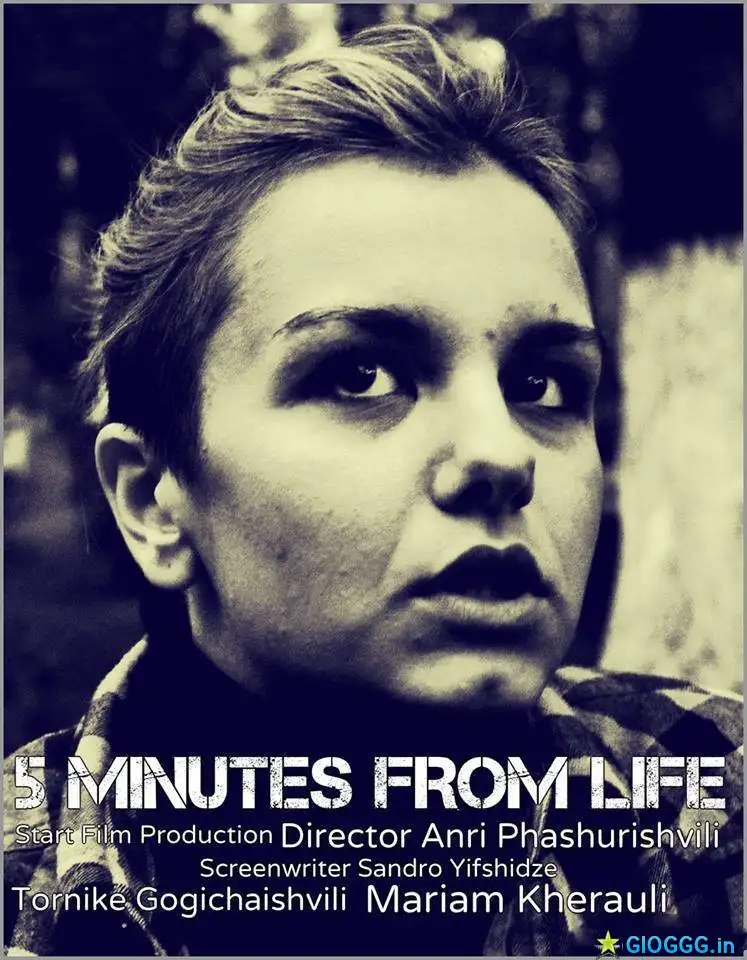 5 MINUTES FROM LIFE
Start Film Production Director Anri Phashurishvili
Screenwriter Sandro Yifshidze
Tornike Gogichaishvili Mariam Kherauli
GIOGGG.in